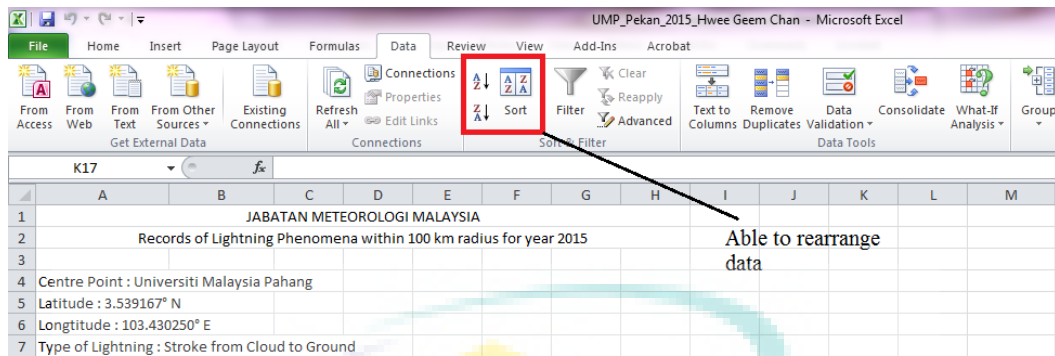 UMP_Pekan_2015_Hwee Geem Chan - Microsoft Excel
File Home Insert Page Layout Formulas Data Review View Add-Ins Acrobat
From Access
From Web
From Text
From Other Sources
Existing Connections
Get External Data
Refresh All
Connections
Properties
Edit Links
Connections
A Z
Z A
A Z
Z A
Sort
Filter
Clear
Reapply
Advanced
Sort & Filter
Text to Columns
Remove Duplicates
Data Validation
Consolidate
What-If Analysis
Data Tools
Group
K17 fx
A B C D E F G H I J K L M
1 JABATAN METEOROLOGI MALAYSIA
2 Records of Lightning Phenomena within 100 km radius for year 2015
3
4 Centre Point : Universiti Malaysia Pahang
5 Latitude : 3.539167° N
6 Longtitude : 103.430250° E
7 Type of Lightning : Stroke from Cloud to Ground
Able to rearrange
data